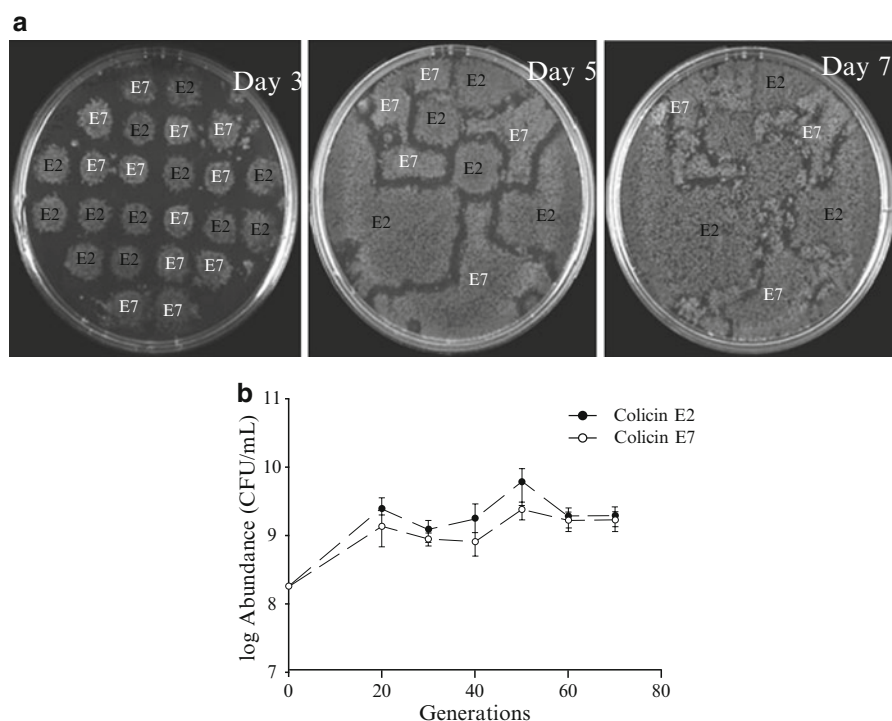 a
Day 3
E7 E2
E7 E2 E7 E7
E2 E7 E7 E2 E7 E2
E2 E2 E2 E7 E2 E2
E2 E2 E7 E7
E7 E7
Day 5
E7 E2
E7 E2 E7
E7 E2
E2 E2
E7
Day 7
E2
E7 E7
E2 E2
E7
b
log Abundance (CFU/mL)
11
10
9
8
7
Colicin E2
Colicin E7
0 20 40 60 80
Generations